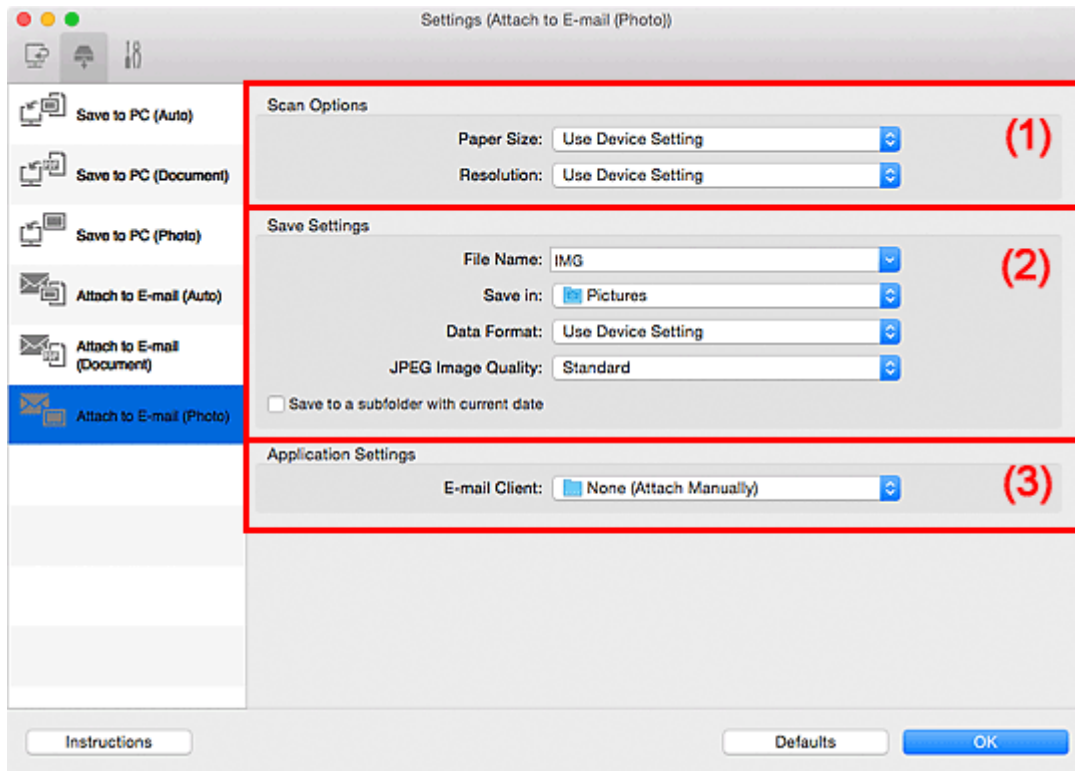 Settings (Attach to E-mail (Photo))
Save to PC (Auto)
Save to PC (Document)
Save to PC (Photo)
Attach to E-mail (Auto)
Attach to E-mail
(Document)
Attach to E-mail (Photo)
Scan Options
(1)
Paper Size: Use Device Setting
Resolution: Use Device Setting
Save Settings
(2)
File Name: IMG
Save in: Pictures
Data Format: Use Device Setting
JPEG Image Quality: Standard
Save to a subfolder with current date
Application Settings
(3)
E-mail Client: None (Attach Manually)
Instructions
Defaults
OK